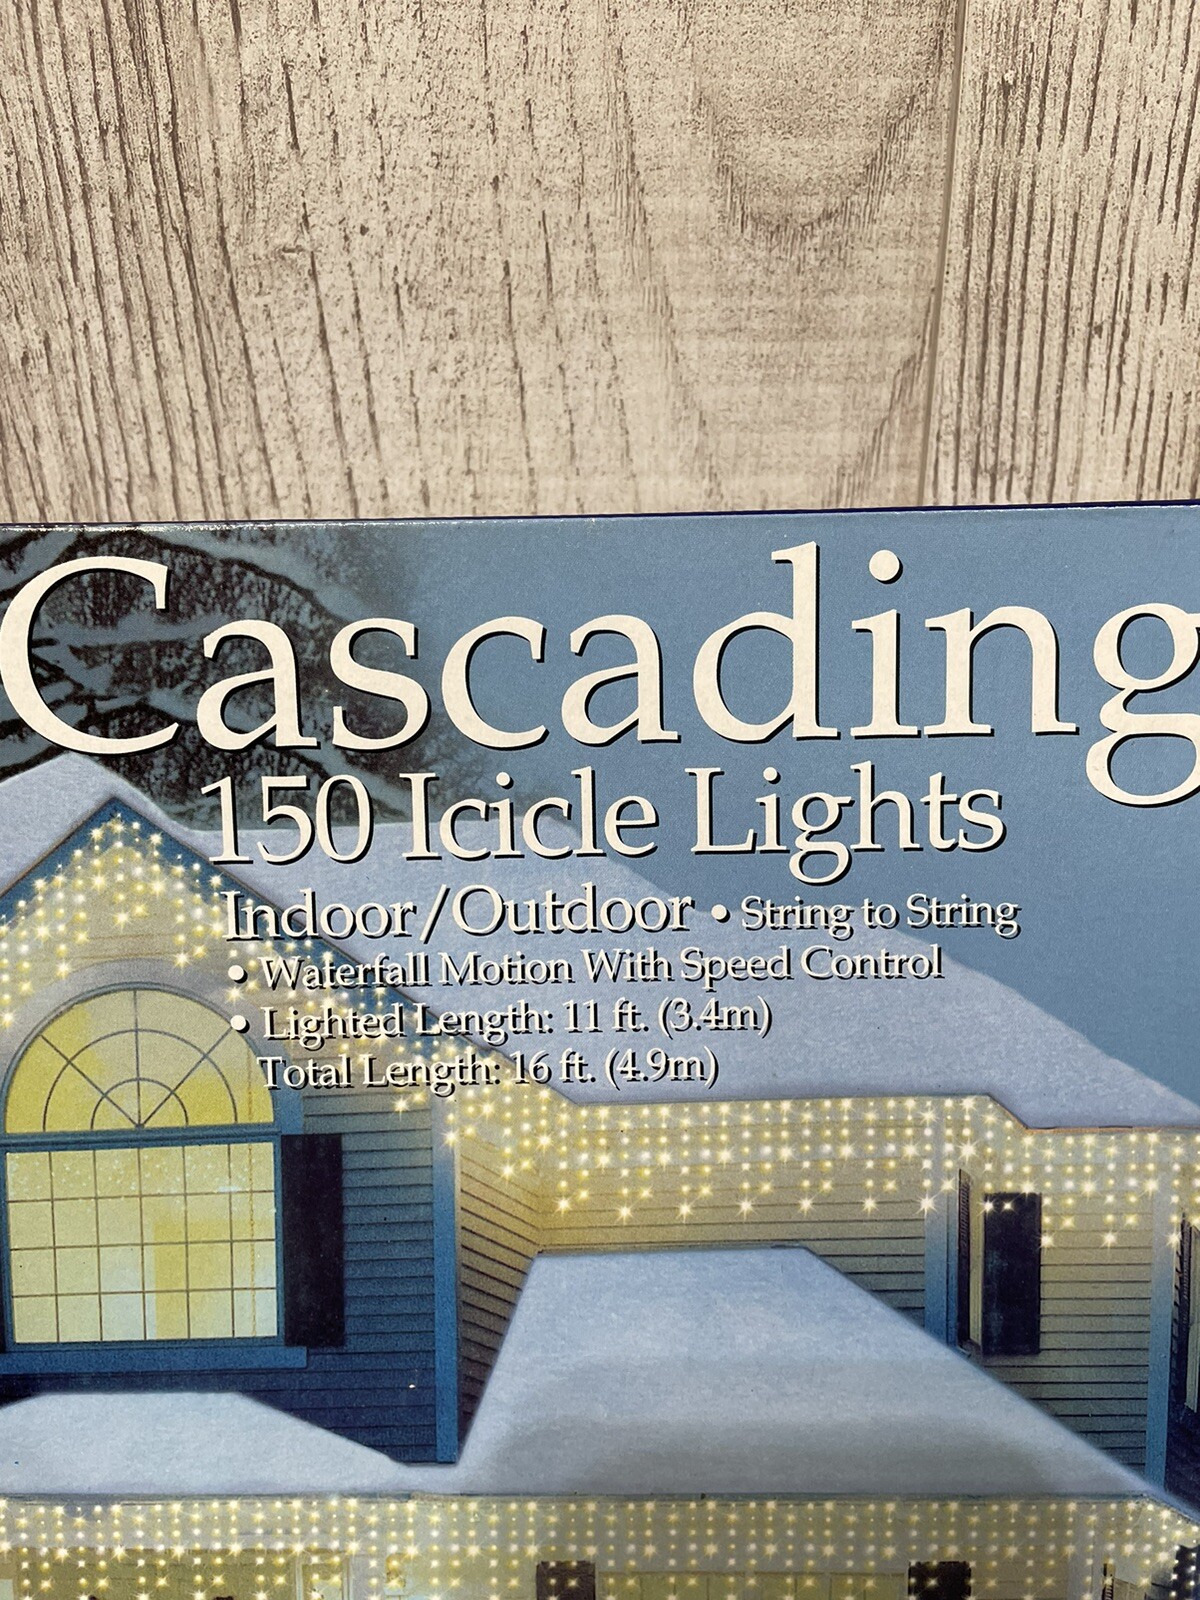 Cascading
150 Icicle Lights
Indoor/Outdoor • String to String
• Waterfall Motion With Speed Control
• Lighted Length: 11 ft. (3.4m)
Total Length: 16 ft. (4.9m)